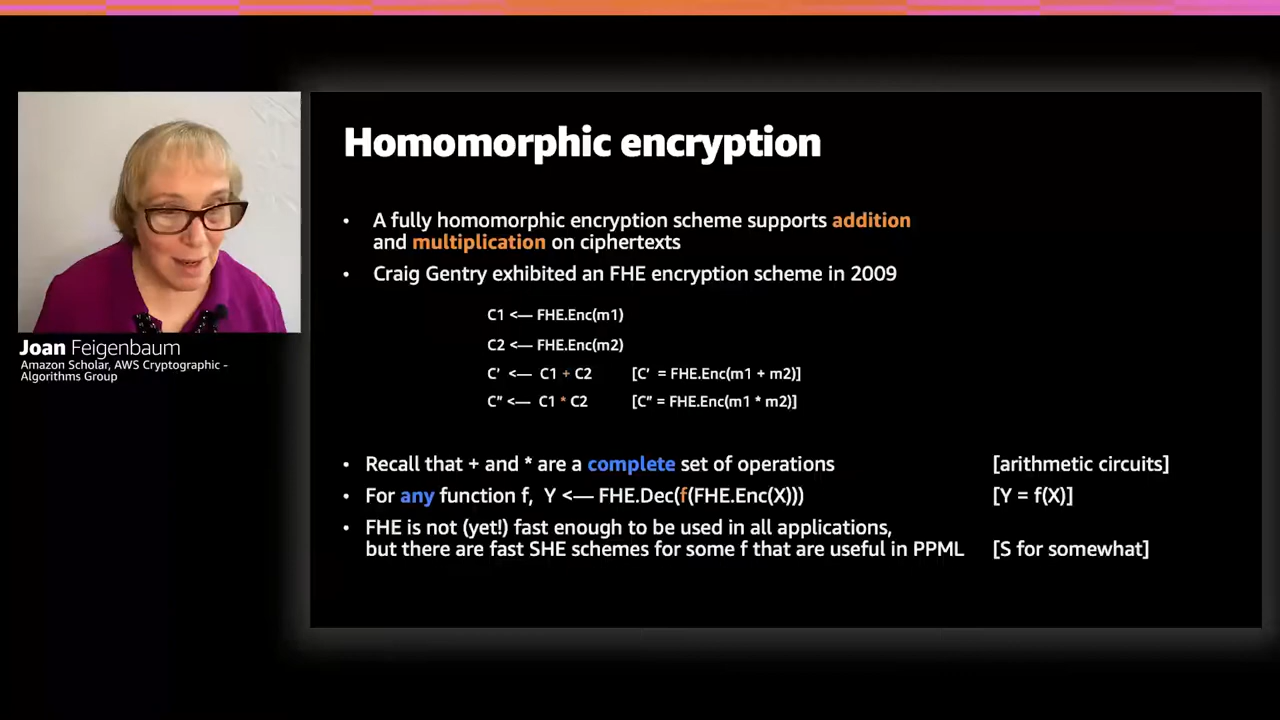 Homomorphic encryption
• A fully homomorphic encryption scheme supports addition
and multiplication on ciphertexts
• Craig Gentry exhibited an FHE encryption scheme in 2009
C1 <— FHE.Enc(m1)
C2 <— FHE.Enc(m2)
C' <— C1 + C2 [C' = FHE.Enc(m1 + m2)]
C" <— C1 * C2 [C" = FHE.Enc(m1 * m2)]
• Recall that + and * are a complete set of operations [arithmetic circuits]
• For any function f, Y <— FHE.Dec(f(FHE.Enc(X))) [Y = f(X)]
• FHE is not (yet!) fast enough to be used in all applications,
but there are fast SHE schemes for some f that are useful in PPML [S for somewhat]
Joan Feigenbaum
Amazon Scholar, AWS Cryptographic -
Algorithms Group